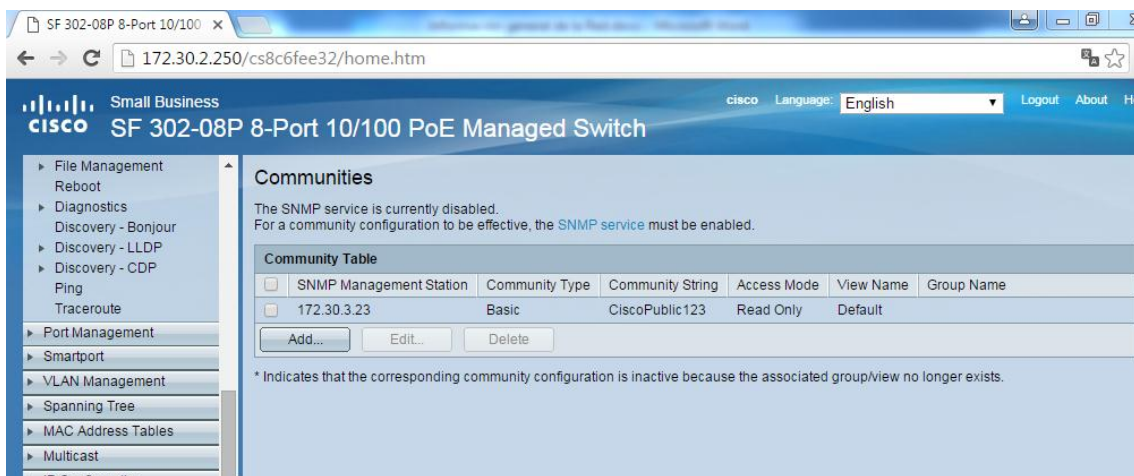 SF 302-08P 8-Port 10/100
172.30.2.250/cs8c6fee32/home.htm
cisco Language: English Logout About
Small Business
CISCO SF 302-08P 8-Port 10/100 PoE Managed Switch
File Management
Reboot
Diagnostics
Discovery - Bonjour
Discovery - LLDP
Discovery - CDP
Ping
Traceroute
Port Management
Smartport
VLAN Management
Spanning Tree
MAC Address Tables
Multicast
Communities
The SNMP service is currently disabled.
For a community configuration to be effective, the SNMP service must be enabled.
Community Table
SNMP Management Station Community Type Community String Access Mode View Name Group Name
172.30.3.23 Basic CiscoPublic123 Read Only Default
Add... Edit... Delete
* Indicates that the corresponding community configuration is inactive because the associated group/view no longer exists.